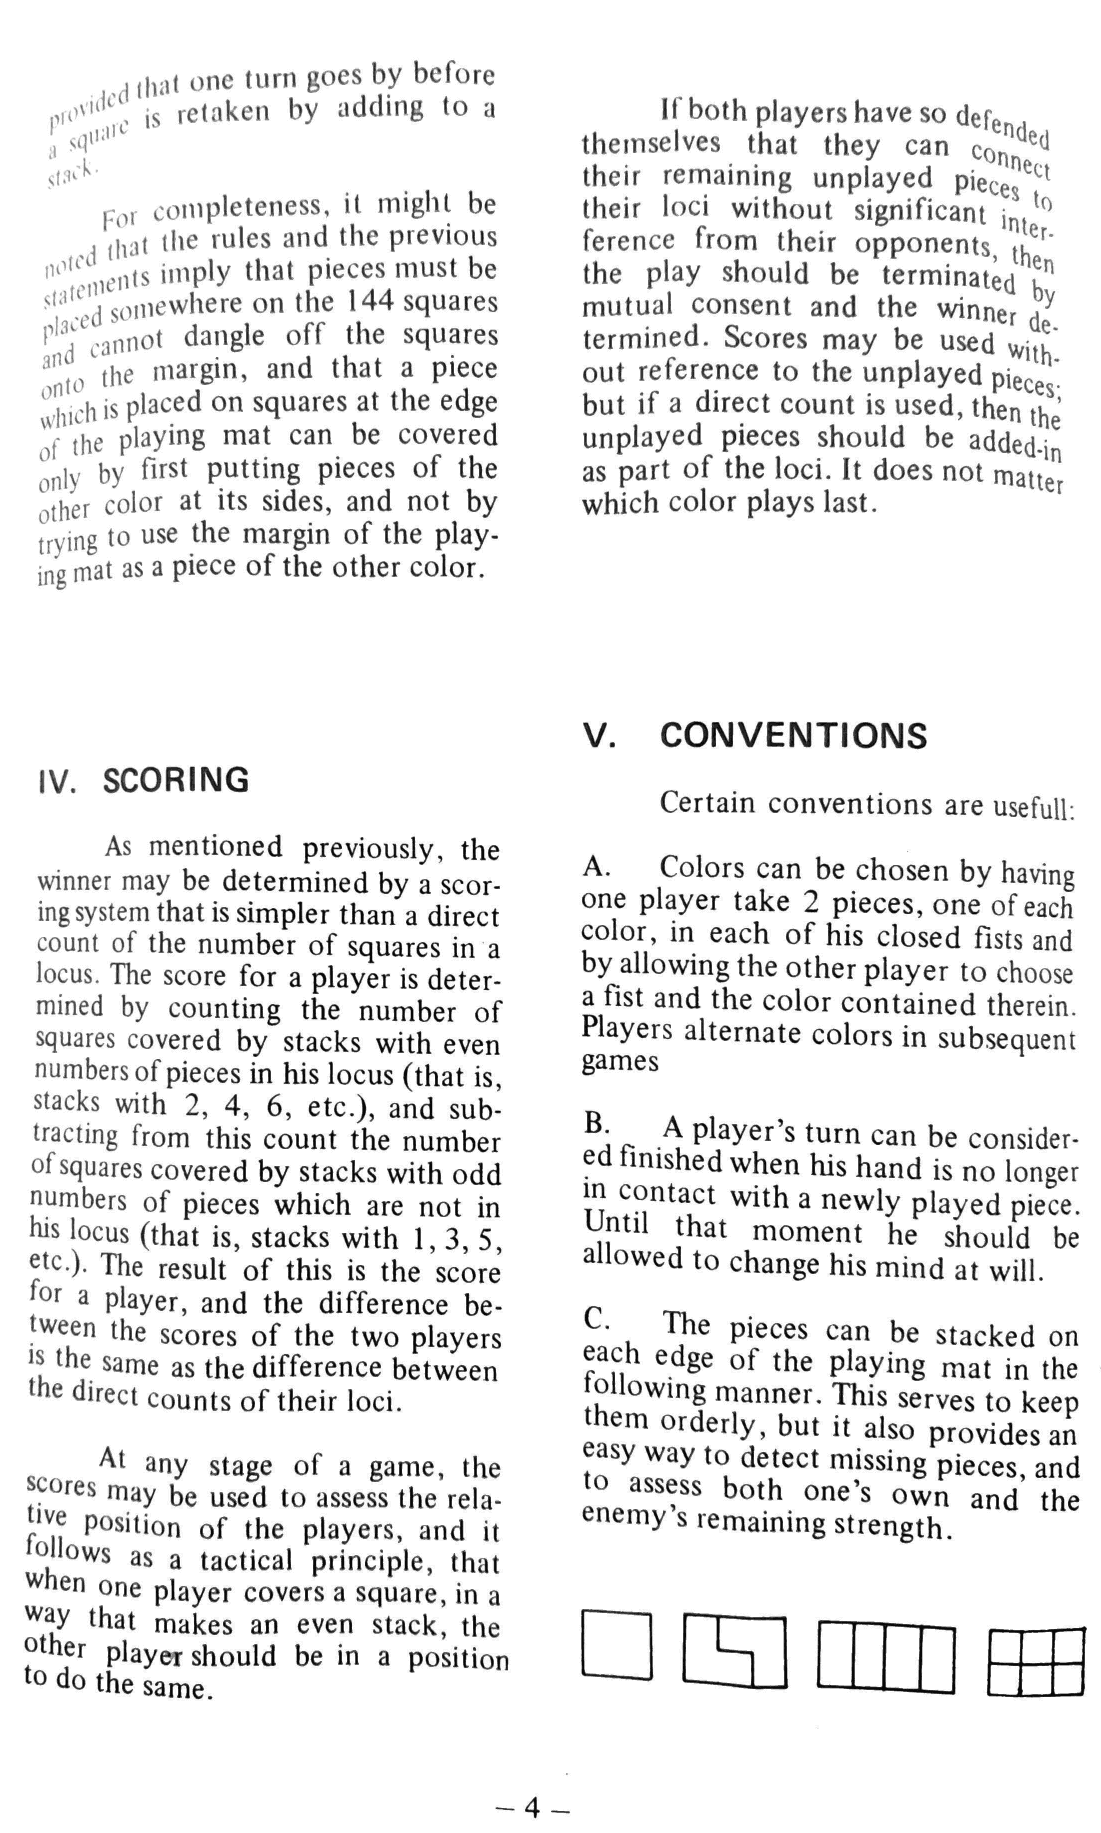 provided that one turn goes by before
a square is retaken by adding to a
stack.
For completeness, it might be
noted that the rules and the previous
statements imply that pieces must be
placed somewhere on the 144 squares
and cannot dangle off the squares
onto the margin, and that a piece
which is placed on squares at the edge
of the playing mat can be covered
only by first putting pieces of the
other color at its sides, and not by
trying to use the margin of the play-
ing mat as a piece of the other color.
IV. SCORING
As mentioned previously, the
winner may be determined by a scor-
ing system that is simpler than a direct
count of the number of squares in a
locus. The score for a player is deter-
mined by counting the number of
squares covered by stacks with even
numbers of pieces in his locus (that is,
stacks with 2, 4, 6, etc.), and sub-
tracting from this count the number
of squares covered by stacks with odd
numbers of pieces which are not in
his locus (that is, stacks with 1, 3, 5,
etc.). The result of this is the score
for a player, and the difference be-
tween the scores of the two players
is the same as the difference between
the direct counts of their loci.
At any stage of a game, the
scores may be used to assess the rela-
tive position of the players, and it
follows as a tactical principle, that
when one player covers a square, in a
way that makes an even stack, the
other player should be in a position
to do the same.
If both players have so defended
themselves that they can connect
their remaining unplayed pieces to
their loci without significant inter-
ference from their opponents, then
the play should be terminated by
mutual consent and the winner de-
termined. Scores may be used with-
out reference to the unplayed pieces;
but if a direct count is used, then the
unplayed pieces should be added-in
as part of the loci. It does not matter
which color plays last.
V. CONVENTIONS
Certain conventions are usefull:
A. Colors can be chosen by having
one player take 2 pieces, one of each
color, in each of his closed fists and
by allowing the other player to choose
a fist and the color contained therein.
Players alternate colors in subsequent
games
B. A player's turn can be consider-
ed finished when his hand is no longer
in contact with a newly played piece.
Until that moment he should be
allowed to change his mind at will.
C. The pieces can be stacked on
each edge of the playing mat in the
following manner. This serves to keep
them orderly, but it also provides an
easy way to detect missing pieces, and
to assess both one's own and the
enemy's remaining strength.
– 4 –